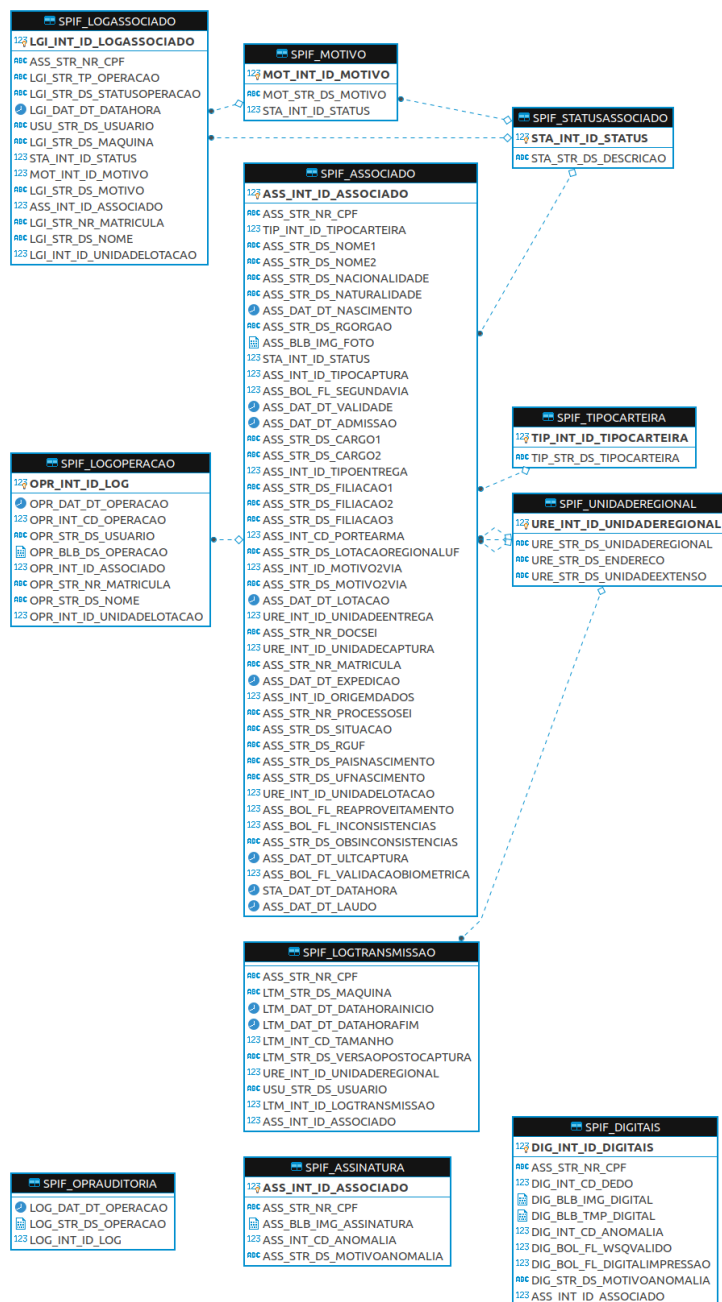 SPIF_LOGASSOCIADO
LGI_INT_ID_LOGASSOCIADO
ASS_STR_NR_CPF
LGI_STR_TP_OPERACAO
LGI_STR_DS_STATUSOPERACAO
LGI_DAT_DT_DATAHORA
USU_STR_DS_USUARIO
LGI_STR_DS_MAQUINA
STA_INT_ID_STATUS
MOT_INT_ID_MOTIVO
LGI_STR_DS_MOTIVO
ASS_INT_ID_ASSOCIADO
LGI_STR_NR_MATRICULA
LGI_STR_DS_NOME
LGI_INT_ID_UNIDADELOTACAO
SPIF_MOTIVO
MOT_INT_ID_MOTIVO
MOT_STR_DS_MOTIVO
STA_INT_ID_STATUS
SPIF_STATUSASSOCIADO
STA_INT_ID_STATUS
STA_STR_DS_DESCRICAO
SPIF_ASSOCIADO
ASS_INT_ID_ASSOCIADO
ASS_STR_NR_CPF
TIP_INT_ID_TIPOCARTEIRA
ASS_STR_DS_NOME1
ASS_STR_DS_NOME2
ASS_STR_DS_NACIONALIDADE
ASS_STR_DS_NATURALIDADE
ASS_DAT_DT_NASCIMENTO
ASS_STR_DS_RGORGAO
ASS_BLB_IMG_FOTO
STA_INT_ID_STATUS
ASS_INT_ID_TIPOCAPTURA
ASS_BOL_FL_SEGUNDAVIA
ASS_DAT_DT_VALIDADE
ASS_DAT_DT_ADMISSAO
ASS_STR_DS_CARGO1
ASS_STR_DS_CARGO2
ASS_INT_ID_TIPOENTREGA
ASS_STR_DS_FILIACAO1
ASS_STR_DS_FILIACAO2
ASS_STR_DS_FILIACAO3
ASS_INT_CD_PORTEARMA
ASS_STR_DS_LOTACAOREGIONALUF
ASS_INT_ID_MOTIVO2VIA
ASS_STR_DS_MOTIVO2VIA
ASS_DAT_DT_LOTACAO
URE_INT_ID_UNIDADEENTREGA
ASS_STR_NR_DOCSEI
URE_INT_ID_UNIDADECAPTURA
ASS_STR_NR_MATRICULA
ASS_DAT_DT_EXPEDICAO
ASS_INT_ID_ORIGEMDADOS
ASS_STR_NR_PROCESSOSEI
ASS_STR_DS_SITUACAO
ASS_STR_DS_RGUF
ASS_STR_DS_PAISNASCIMENTO
ASS_STR_DS_UFNASCIMENTO
URE_INT_ID_UNIDADELOTACAO
ASS_BOL_FL_REAPROVEITAMENTO
ASS_BOL_FL_INCONSISTENCIAS
ASS_STR_DS_OBSINCONSISTENCIAS
ASS_DAT_DT_ULTCAPTURA
ASS_BOL_FL_VALIDACAOBIOMETRICA
STA_DAT_DT_DATAHORA
ASS_DAT_DT_LAUDO
SPIF_TIPOCARTEIRA
TIP_INT_ID_TIPOCARTEIRA
TIP_STR_DS_TIPOCARTEIRA
SPIF_LOGOPERACAO
OPR_INT_ID_LOG
OPR_DAT_DT_OPERACAO
OPR_INT_CD_OPERACAO
OPR_STR_DS_USUARIO
OPR_BLB_DS_OPERACAO
OPR_INT_ID_ASSOCIADO
OPR_STR_NR_MATRICULA
OPR_STR_DS_NOME
OPR_INT_ID_UNIDADELOTACAO
SPIF_UNIDADEREGIONAL
URE_INT_ID_UNIDADEREGIONAL
URE_STR_DS_UNIDADEREGIONAL
URE_STR_DS_ENDERECO
URE_STR_DS_UNIDADEEXTENSO
SPIF_LOGTRANSMISSAO
ASS_STR_NR_CPF
LTM_STR_DS_MAQUINA
LTM_DAT_DT_DATAHORAINICIO
LTM_DAT_DT_DATAHORAFIM
LTM_INT_CD_TAMANHO
LTM_STR_DS_VERSAOPOSTOCAPTURA
URE_INT_ID_UNIDADEREGIONAL
USU_STR_DS_USUARIO
LTM_INT_ID_LOGTRANSMISSAO
ASS_INT_ID_ASSOCIADO
SPIF_OPRAUDITORIA
LOG_DAT_DT_OPERACAO
LOG_STR_DS_OPERACAO
LOG_INT_ID_LOG
SPIF_ASSINATURA
ASS_INT_ID_ASSOCIADO
ASS_STR_NR_CPF
ASS_BLB_IMG_ASSINATURA
ASS_INT_CD_ANOMALIA
ASS_STR_DS_MOTIVOANOMALIA
SPIF_DIGITAIS
DIG_INT_ID_DIGITAIS
ASS_STR_NR_CPF
DIG_INT_CD_DEDO
DIG_BLB_IMG_DIGITAL
DIG_BLB_TMP_DIGITAL
DIG_INT_CD_ANOMALIA
DIG_BOL_FL_WSQVALIDO
DIG_BOL_FL_DIGITALIMPRESSAO
DIG_STR_DS_MOTIVOANOMALIA
ASS_INT_ID_ASSOCIADO